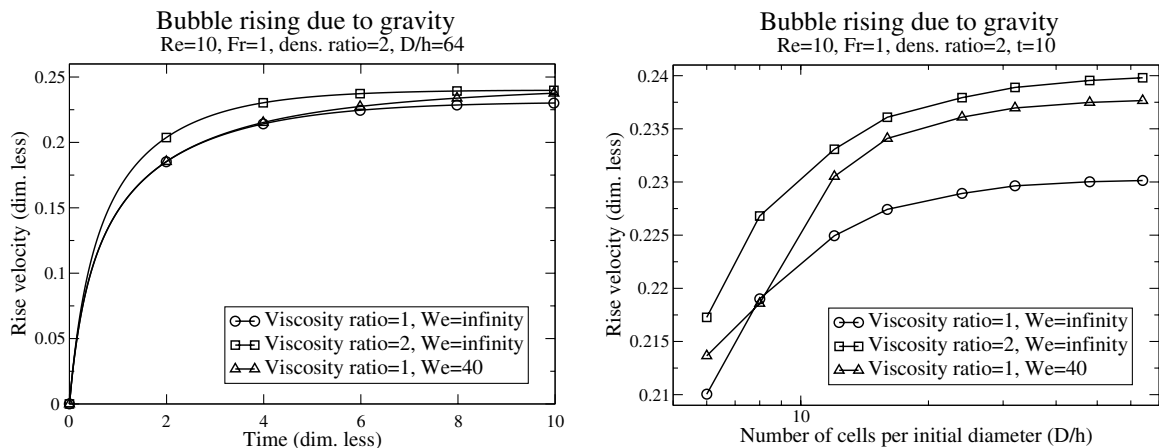 Bubble rising due to gravity
Re=10, Fr=1, dens. ratio=2, D/h=64
0.25
0.2
0.15
0.1
0.05
0
Rise velocity (dim. less)
Viscosity ratio=1, We=infinity
Viscosity ratio=2, We=infinity
Viscosity ratio=1, We=40
0 2 4 6 8 10
Time (dim. less)
Bubble rising due to gravity
Re=10, Fr=1, dens. ratio=2, t=10
0.24
0.235
0.23
0.225
0.22
0.215
0.21
Rise velocity (dim. less)
Viscosity ratio=1, We=infinity
Viscosity ratio=2, We=infinity
Viscosity ratio=1, We=40
10
Number of cells per initial diameter (D/h)